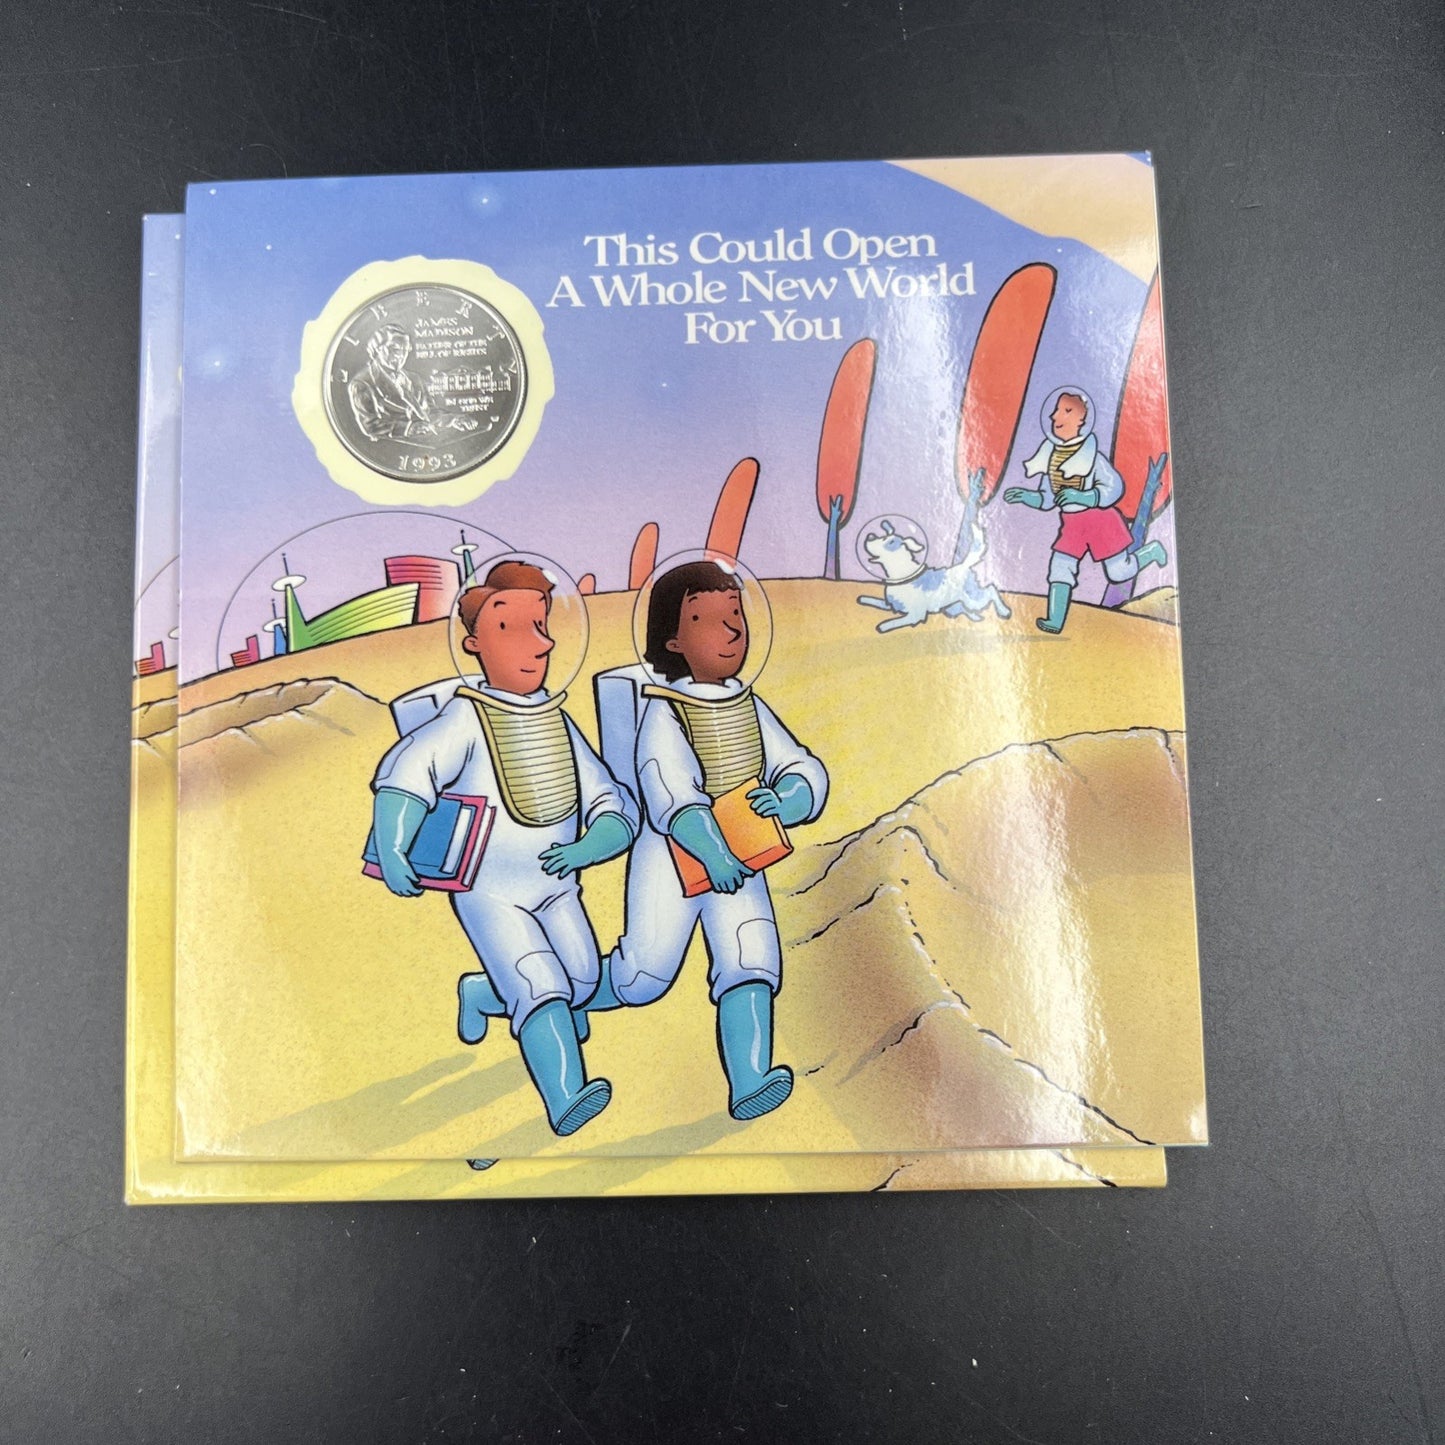 This Could Open
A Whole New World
For You
LIBERTY
JAMES
MADISON
FATHER OF THE
BILL OF RIGHTS
IN GOD WE
TRUST
1993